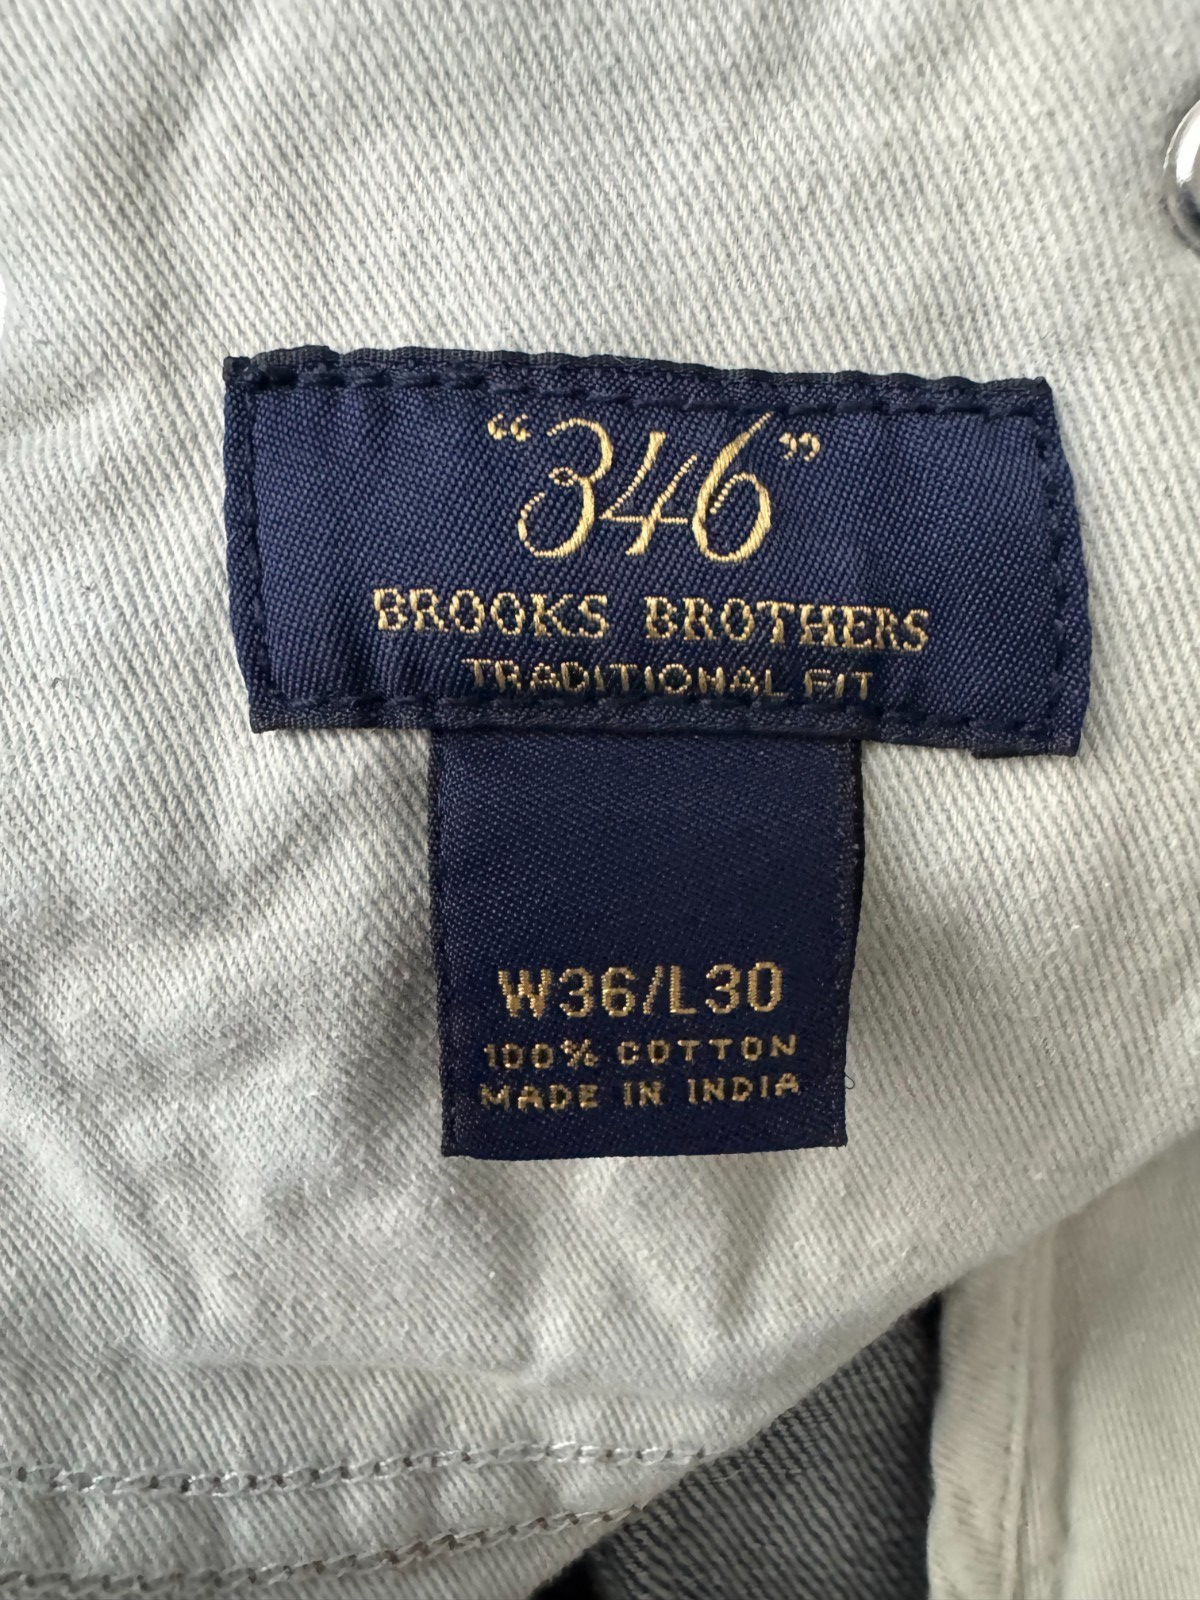 “346”
BROOKS BROTHERS
TRADITIONAL FIT
W36/L30
100% COTTON
MADE IN INDIA